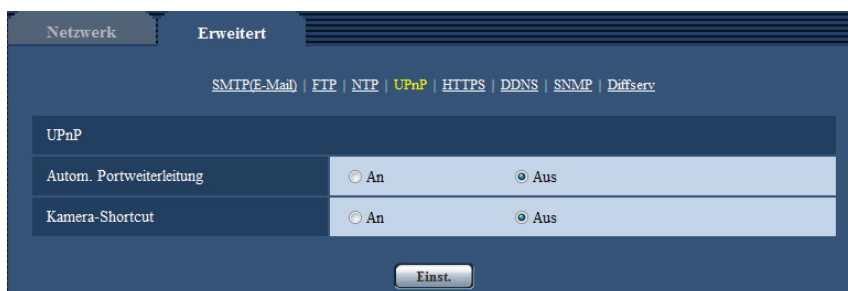 Netzwerk Erweitert
SMTP(E-Mail) | FTP | NTP | UPnP | HTTPS | DDNS | SNMP | Diffserv
UPnP
Autom. Portweiterleitung An Aus
Kamera-Shortcut An Aus
Einst.